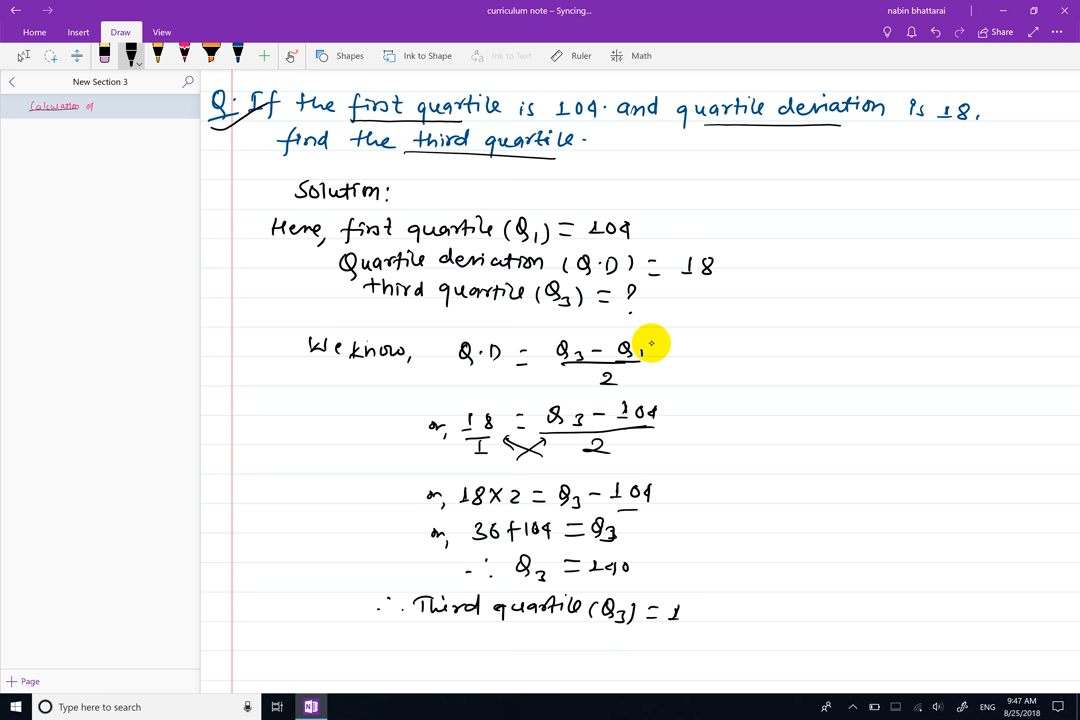 curriculum note – Syncing...
nabin bhattarai
Home Insert Draw View
Share
Shapes Ink to Shape Ink to Text Ruler Math
New Section 3
Calculation of
Q. If the first quartile is 104. and quartile deviation is 18,
find the third quartile.
Solution:
Here, first quartile (Q₁) = 104
Quartile deviation (Q.D) = 18
third quartile (Q₃) = ?
We know, Q.D = Q₃ – Q₁ / 2
or, 18/1 = Q₃ – 104 / 2
or, 18 × 2 = Q₃ – 104
or, 36 + 104 = Q₃
∴ Q₃ = 140
∴ Third quartile (Q₃) = 1
+ Page
Type here to search
ENG
9:47 AM
8/25/2018